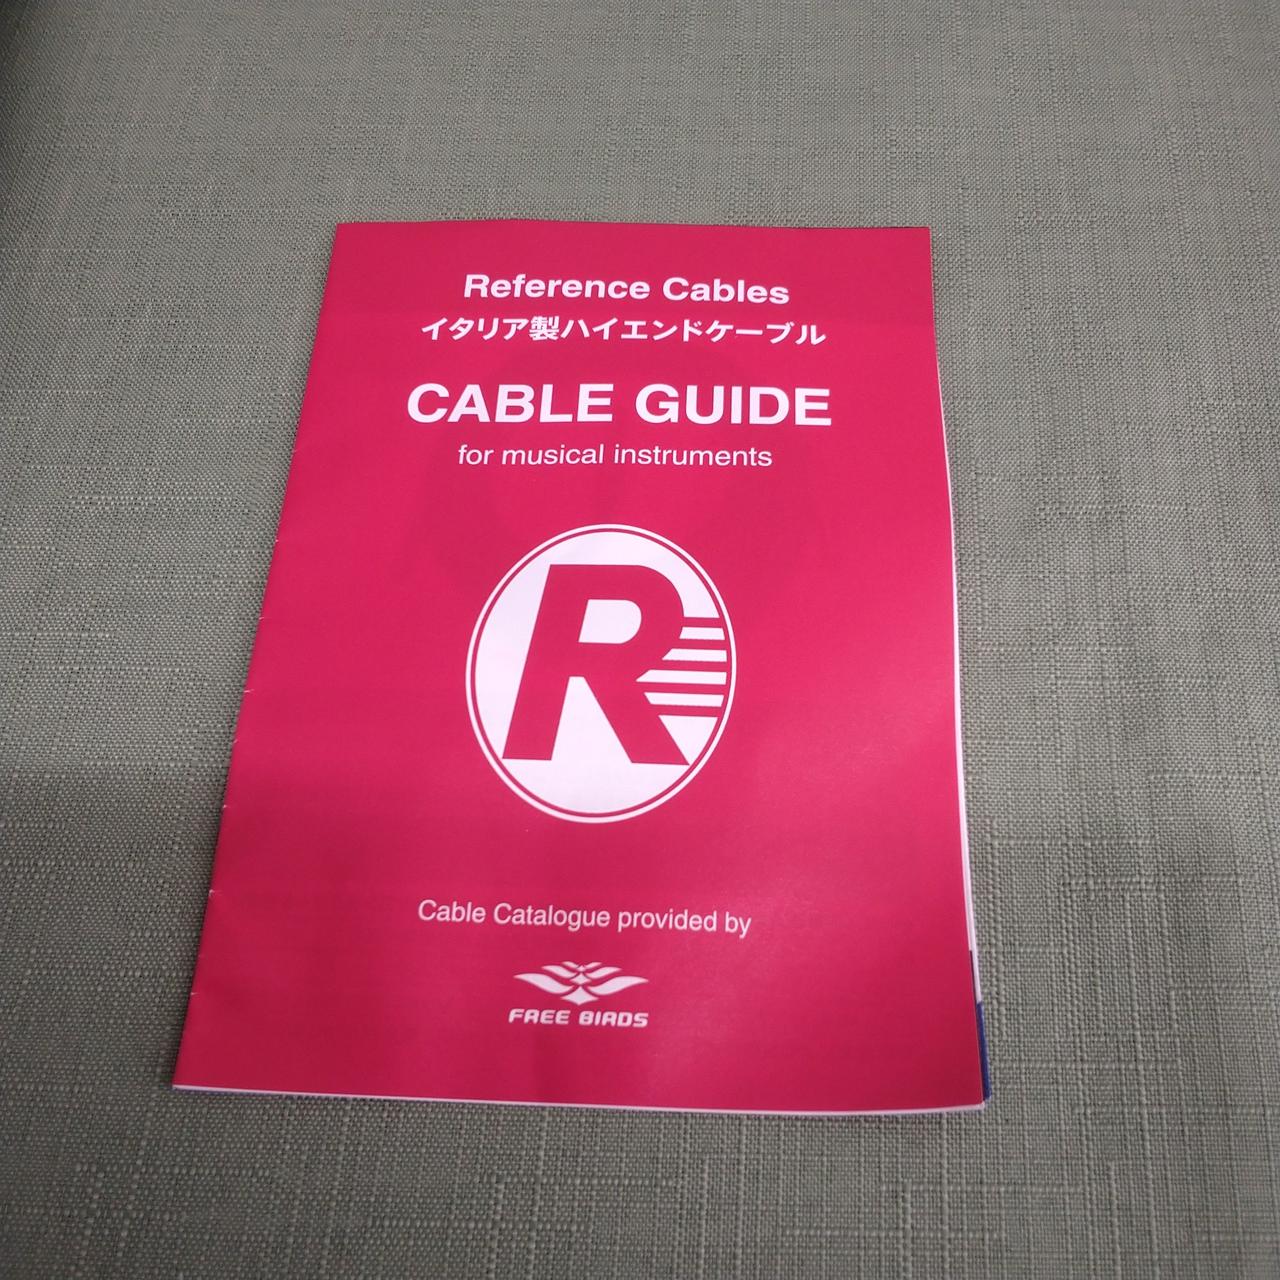 Reference Cables
イタリア製ハイエンドケーブル
CABLE GUIDE
for musical instruments
R
Cable Catalogue provided by
FREE BIRDS